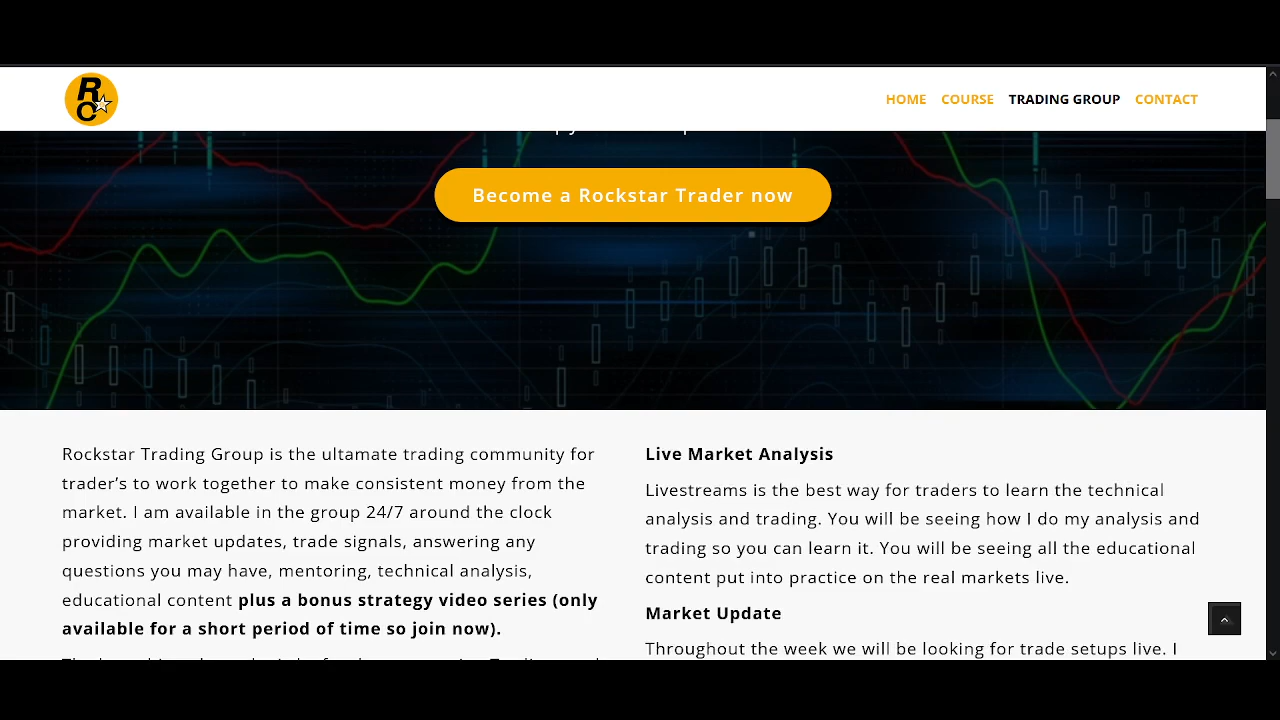 RC
HOME COURSE TRADING GROUP CONTACT
Become a Rockstar Trader now
Rockstar Trading Group is the ultamate trading community for
trader’s to work together to make consistent money from the
market. I am available in the group 24/7 around the clock
providing market updates, trade signals, answering any
questions you may have, mentoring, technical analysis,
educational content plus a bonus strategy video series (only
available for a short period of time so join now).
Live Market Analysis
Livestreams is the best way for traders to learn the technical
analysis and trading. You will be seeing how I do my analysis and
trading so you can learn it. You will be seeing all the educational
content put into practice on the real markets live.
Market Update
Throughout the week we will be looking for trade setups live. I